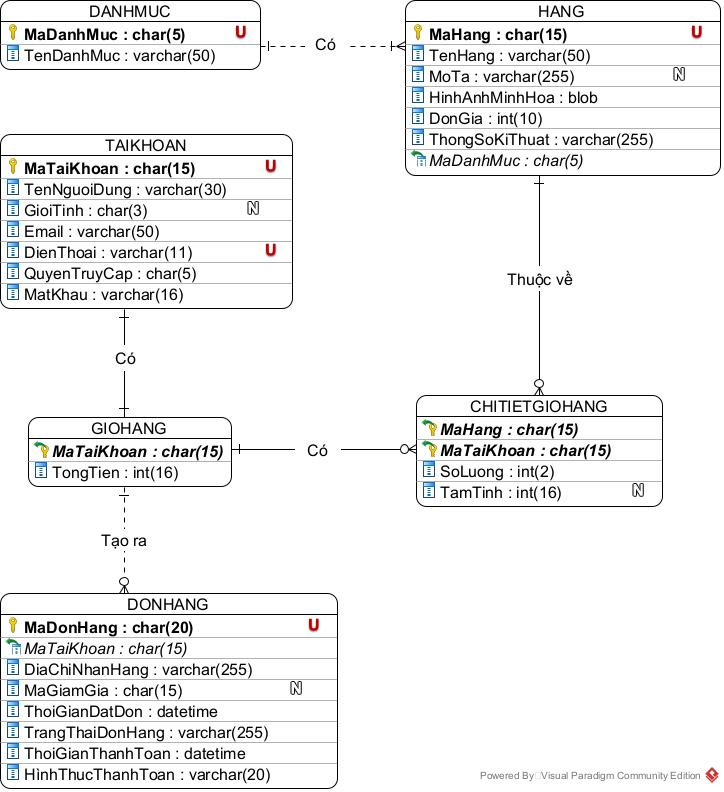 DANHMUC
MaDanhMuc : char(5) U
TenDanhMuc : varchar(50)
Có
HANG
MaHang : char(15) U
TenHang : varchar(50)
MoTa : varchar(255) N
HinhAnhMinhHoa : blob
DonGia : int(10)
ThongSoKiThuat : varchar(255)
MaDanhMuc : char(5)
TAIKHOAN
MaTaiKhoan : char(15) U
TenNguoiDung : varchar(30)
GioiTinh : char(3) N
Email : varchar(50)
DienThoai : varchar(11) U
QuyenTruyCap : char(5)
MatKhau : varchar(16)
Thuộc về
Có
GIOHANG
MaTaiKhoan : char(15)
TongTien : int(16)
Có
CHITIETGIOHANG
MaHang : char(15)
MaTaiKhoan : char(15)
SoLuong : int(2)
TamTinh : int(16) N
Tạo ra
DONHANG
MaDonHang : char(20) U
MaTaiKhoan : char(15)
DiaChiNhanHang : varchar(255)
MaGiamGia : char(15) N
ThoiGianDatDon : datetime
TrangThaiDonHang : varchar(255)
ThoiGianThanhToan : datetime
HìnhThucThanhToan : varchar(20)
Powered By Visual Paradigm Community Edition